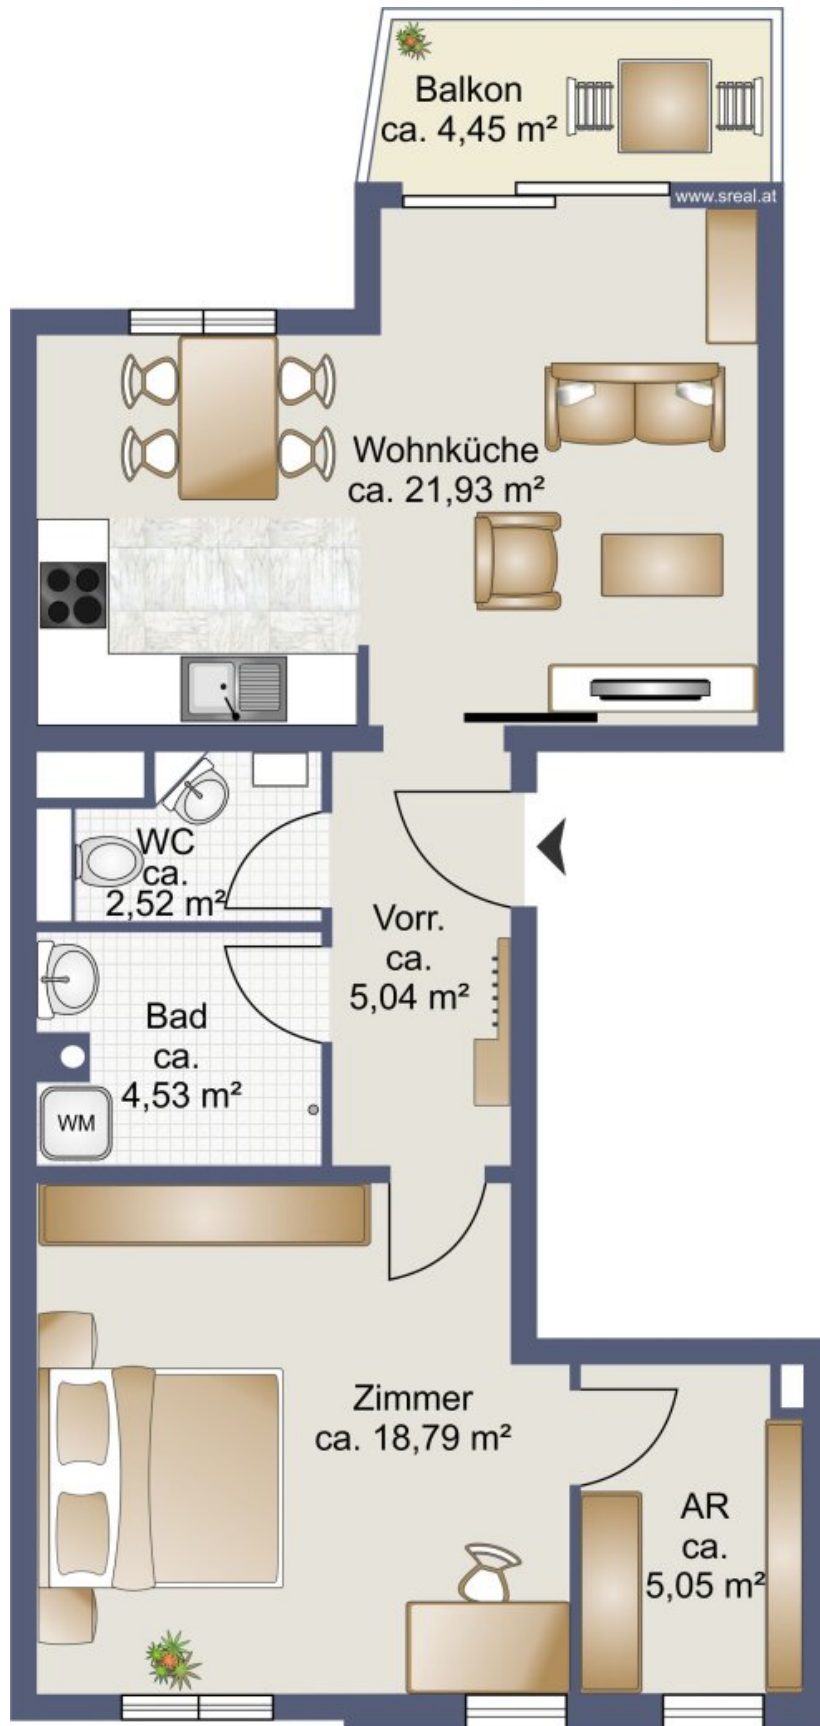 Balkon
ca. 4,45 m²
www.sreal.at
Wohnküche
ca. 21,93 m²
WC
ca.
2,52 m²
Vorr.
ca.
5,04 m²
Bad
ca.
4,53 m²
WM
Zimmer
ca. 18,79 m²
AR
ca.
5,05 m²